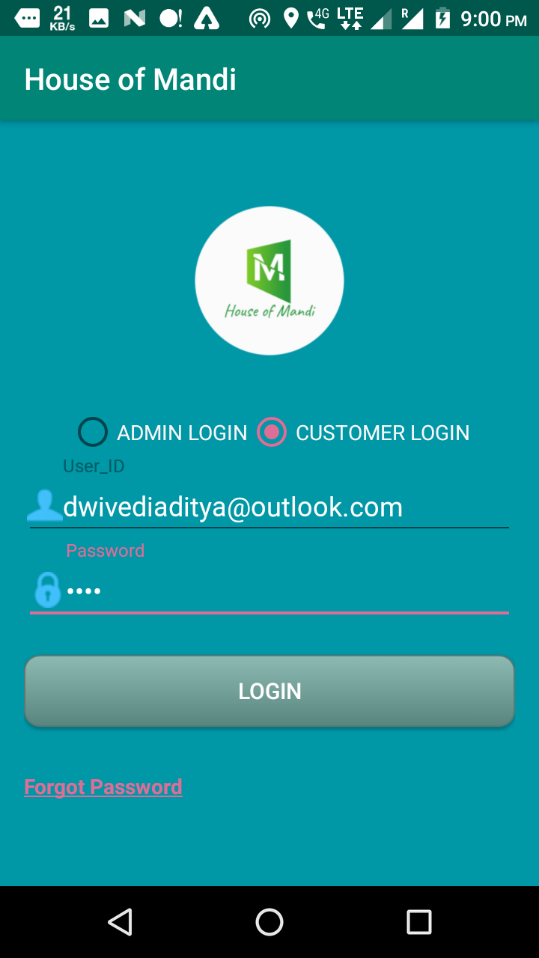 21 KB/s 4G LTE R 9:00 PM
House of Mandi
M
House of Mandi
ADMIN LOGIN CUSTOMER LOGIN
User_ID
dwivediaditya@outlook.com
Password
••••
LOGIN
Forgot Password